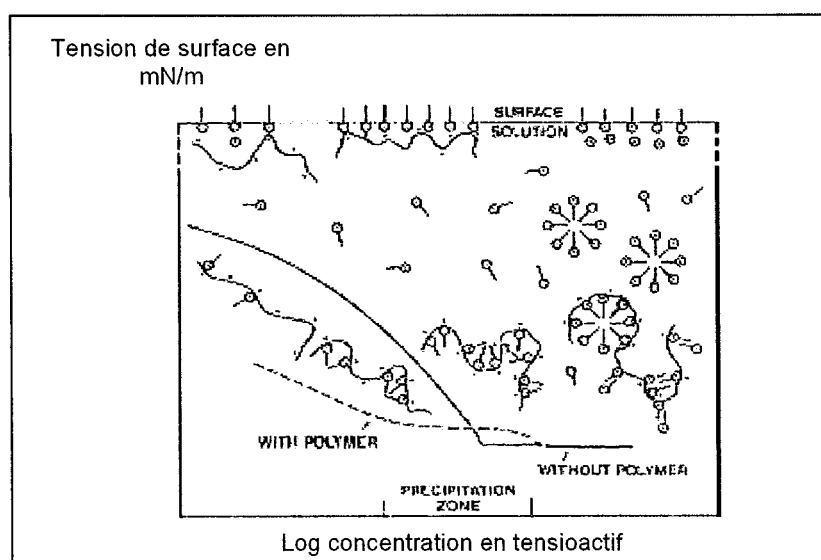 Tension de surface en
mN/m
SURFACE
SOLUTION
WITH POLYMER
WITHOUT POLYMER
PRECIPITATION
ZONE
Log concentration en tensioactif